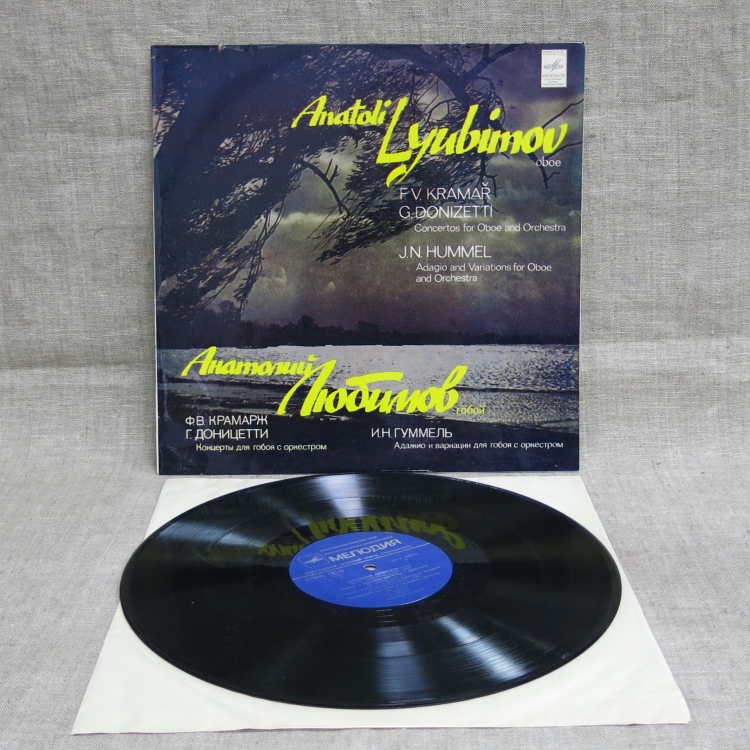 Anatoli
Lyubimov
oboe
F.V. KRAMAŘ
G. DONIZETTI
Concertos for Oboe and Orchestra
J.N. HUMMEL
Adagio and Variations for Oboe
and Orchestra
Анатолий
Любимов
гобой
Ф.В. КРАМАРЖ
Г. ДОНИЦЕТТИ
Концерты для гобоя с оркестром
И.Н. ГУММЕЛЬ
Адажио и вариации для гобоя с оркестром
МЕЛОДИЯ